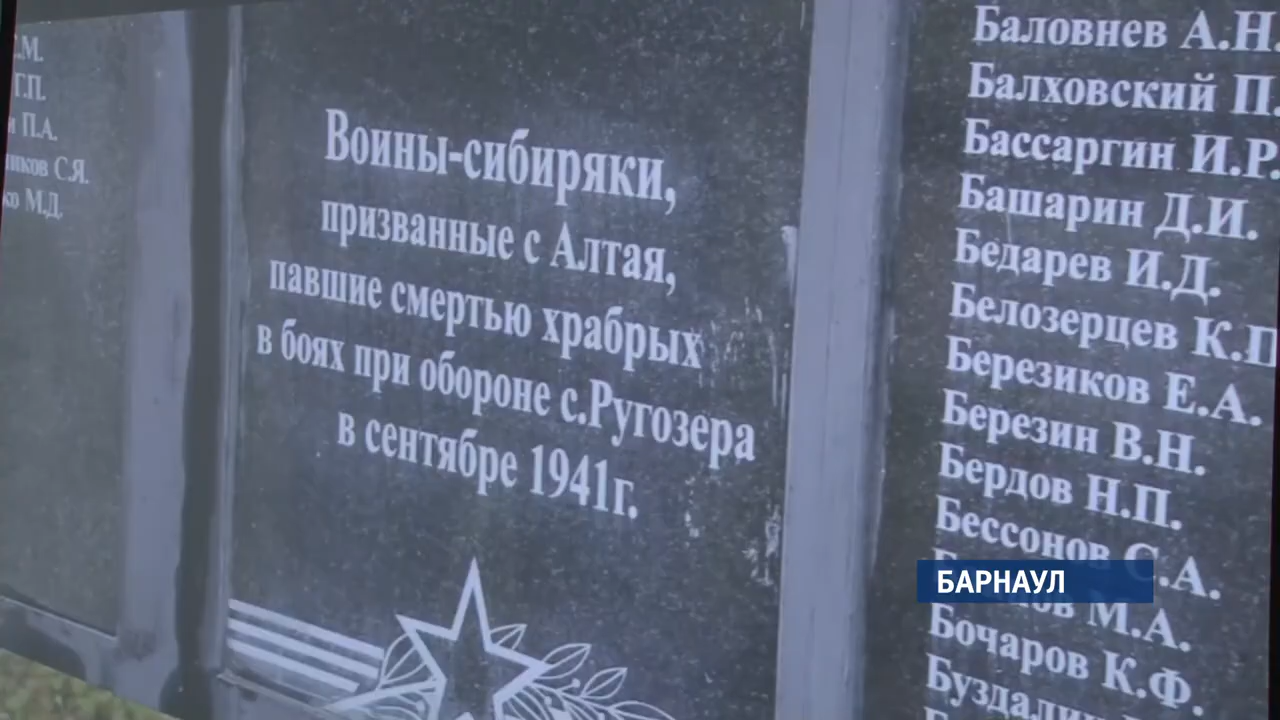 С.М.
Г.П.
П.А.
С.Я.
М.Д.
Воины-сибиряки,
призванные с Алтая,
павшие смертью храбрых
в боях при обороне с.Ругозера
в сентябре 1941г.
Баловнев А.Н.
Балховский П.
Бассаргин И.Р.
Башарин Д.И.
Бедарев И.Д.
Белозерцев К.П
Березиков Е.А.
Березин В.Н.
Бердов Н.П.
Бессонов С.А.
М.А.
Бочаров К.Ф.
БАРНАУЛ